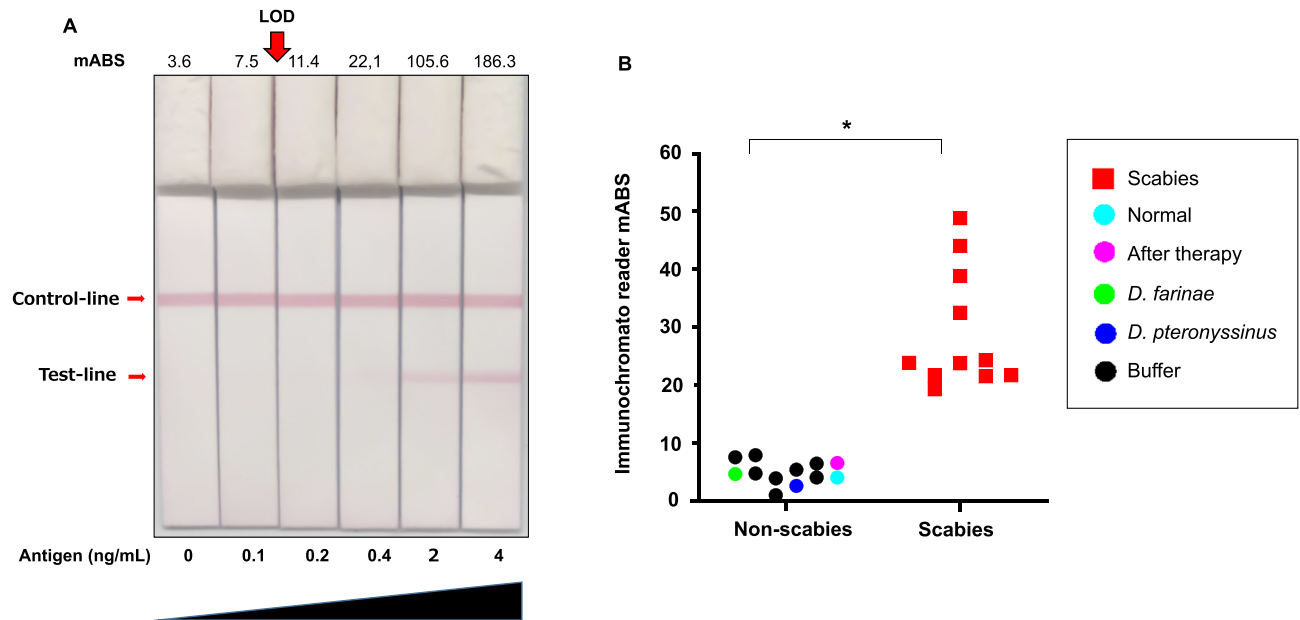 A
LOD
mABS 3.6 7.5 11.4 22,1 105.6 186.3
Control-line
Test-line
Antigen (ng/mL) 0 0.1 0.2 0.4 2 4
B
*
Immunochromato reader mABS
60
50
40
30
20
10
0
Non-scabies Scabies
Scabies
Normal
After therapy
D. farinae
D. pteronyssinus
Buffer